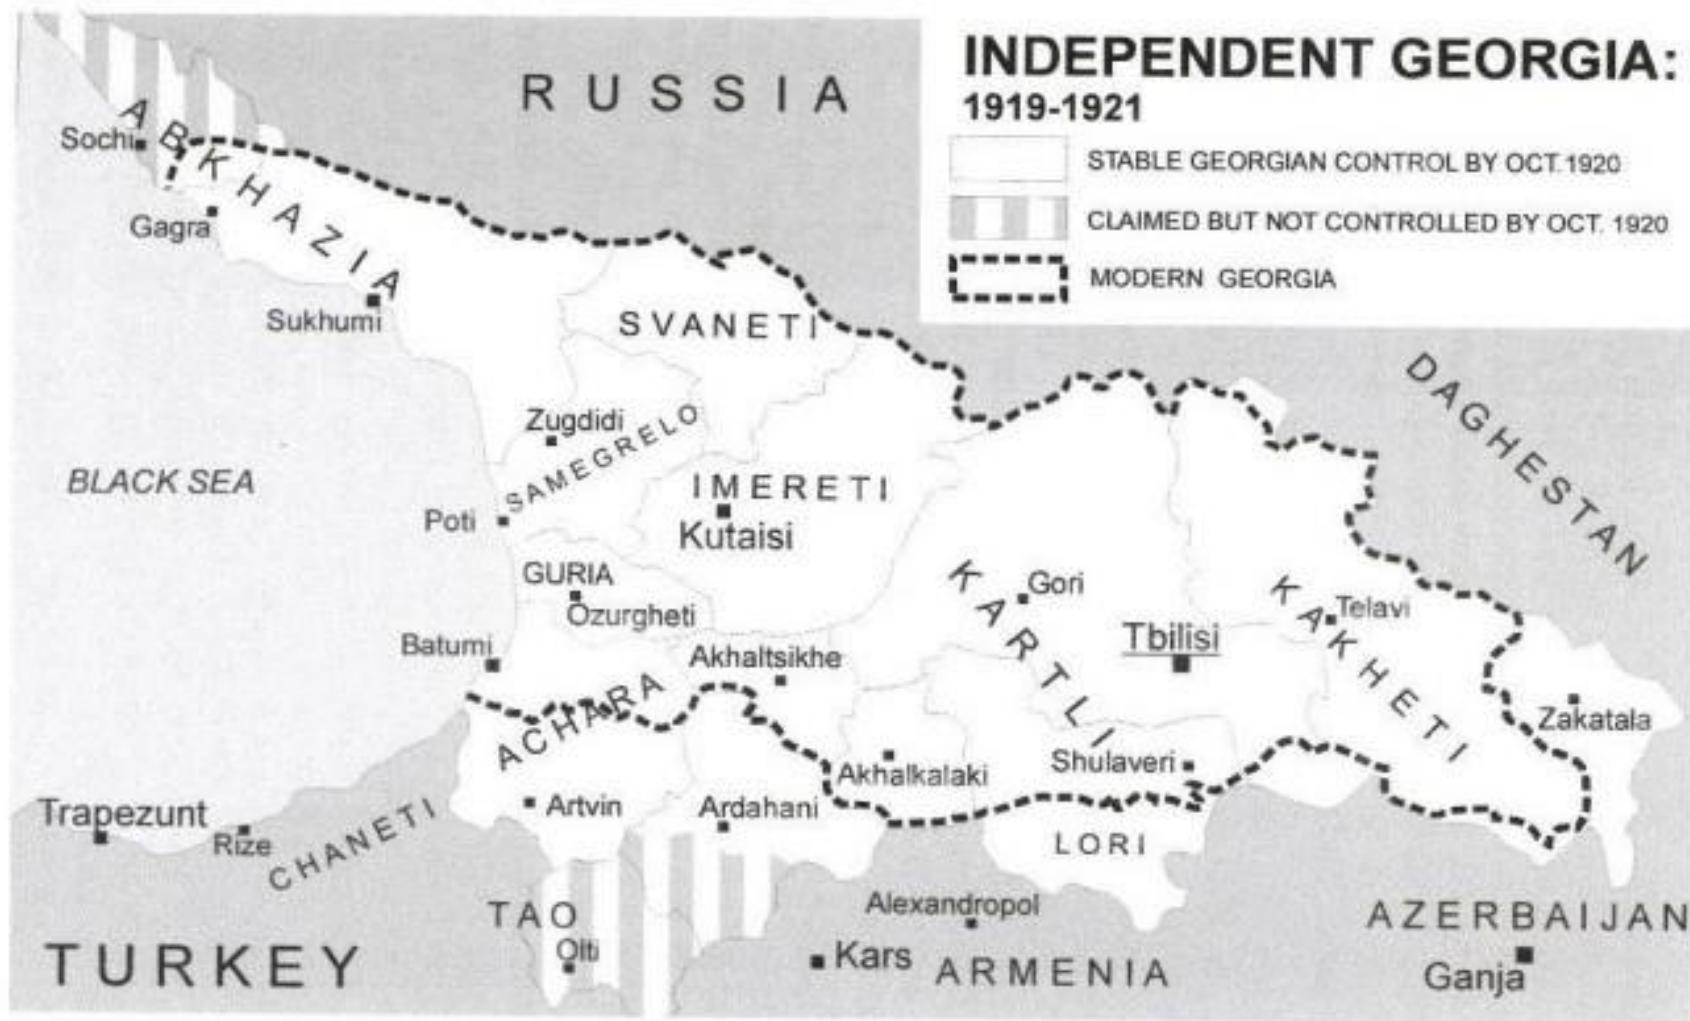 INDEPENDENT GEORGIA:
1919-1921
STABLE GEORGIAN CONTROL BY OCT. 1920
CLAIMED BUT NOT CONTROLLED BY OCT. 1920
MODERN GEORGIA
RUSSIA
ABKHAZIA
Sochi
Gagra
Sukhumi
SVANETI
DAGHESTAN
Zugdidi
SAMEGRELO
BLACK SEA
IMERETI
Poti
Kutaisi
GURIA
Ozurgheti
KARTLI
Gori
KAKHETI
Telavi
Batumi
Akhaltsikhe
Tbilisi
ACHARA
Zakatala
Akhalkalaki
Shulaveri
Trapezunt
Rize
CHANETI
Artvin
Ardahani
LORI
TAO
Olti
Alexandropol
AZERBAIJAN
TURKEY
Kars
ARMENIA
Ganja